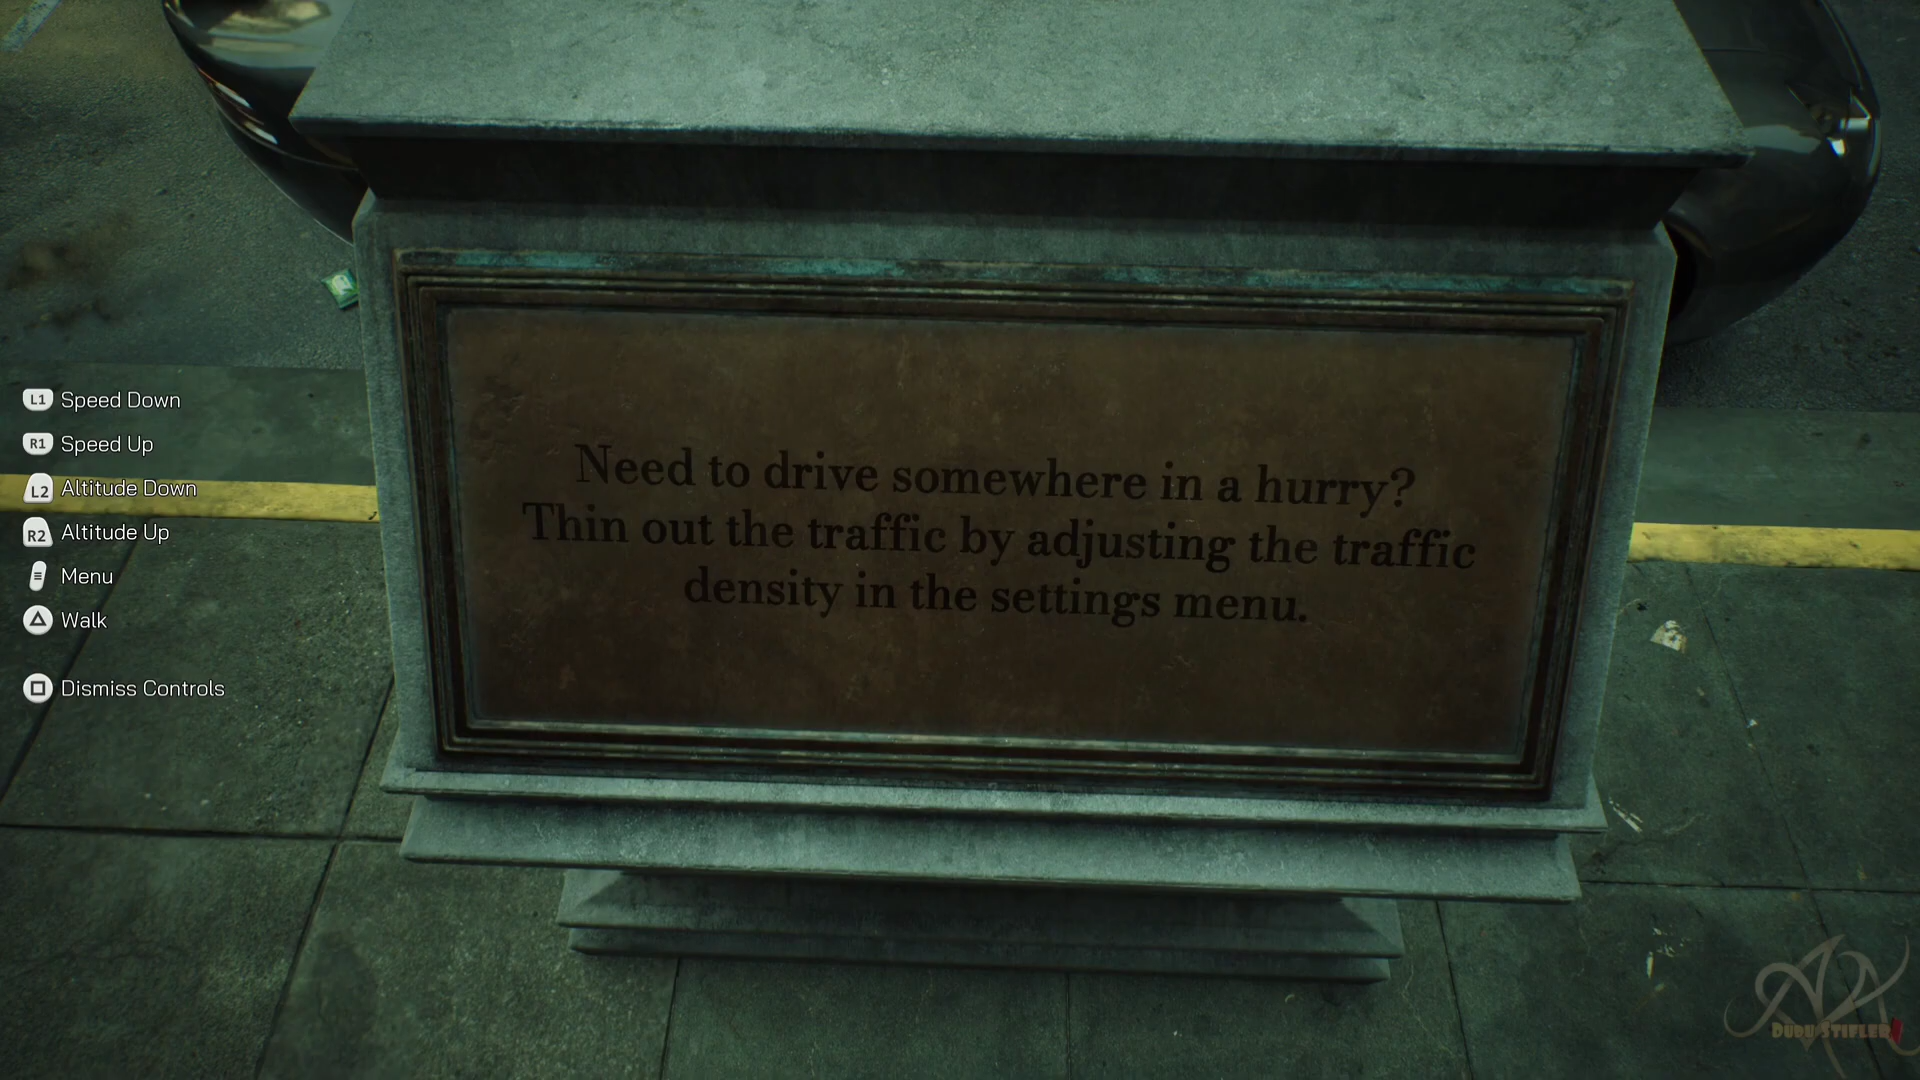 L1 Speed Down
R1 Speed Up
L2 Altitude Down
R2 Altitude Up
Menu
Walk
Dismiss Controls
Need to drive somewhere in a hurry?
Thin out the traffic by adjusting the traffic
density in the settings menu.
Dudu Stifler